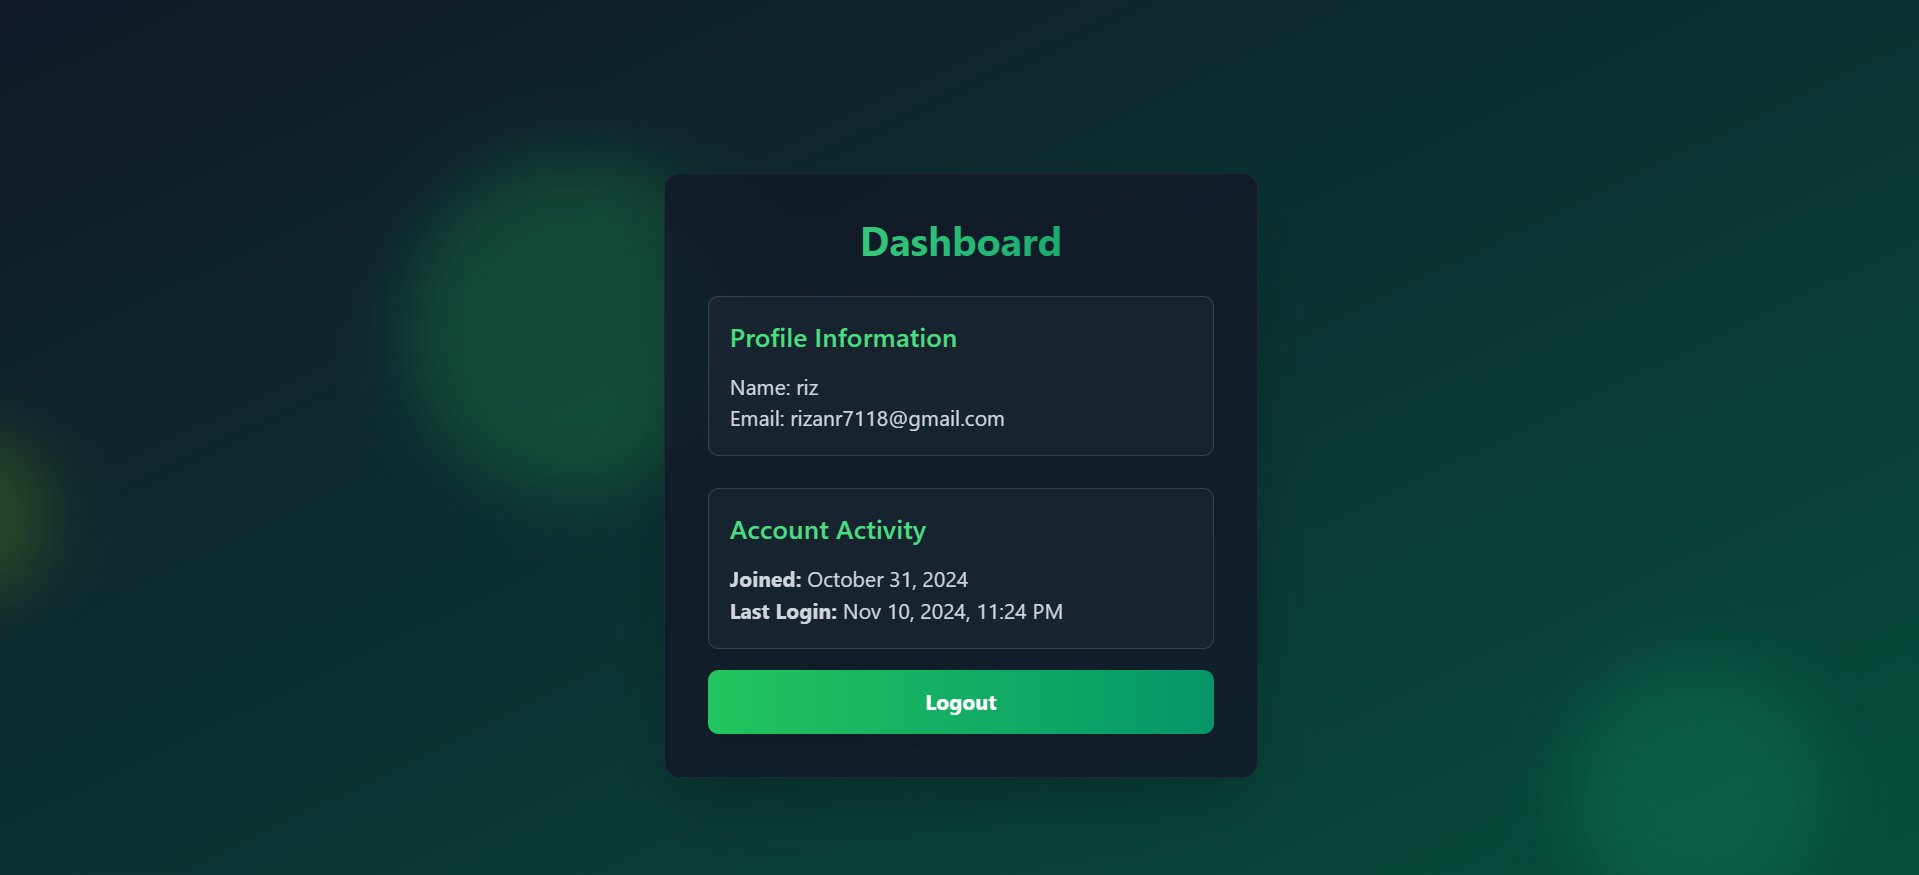 Dashboard
Profile Information
Name: riz
Email: rizanr7118@gmail.com
Account Activity
Joined: October 31, 2024
Last Login: Nov 10, 2024, 11:24 PM
Logout